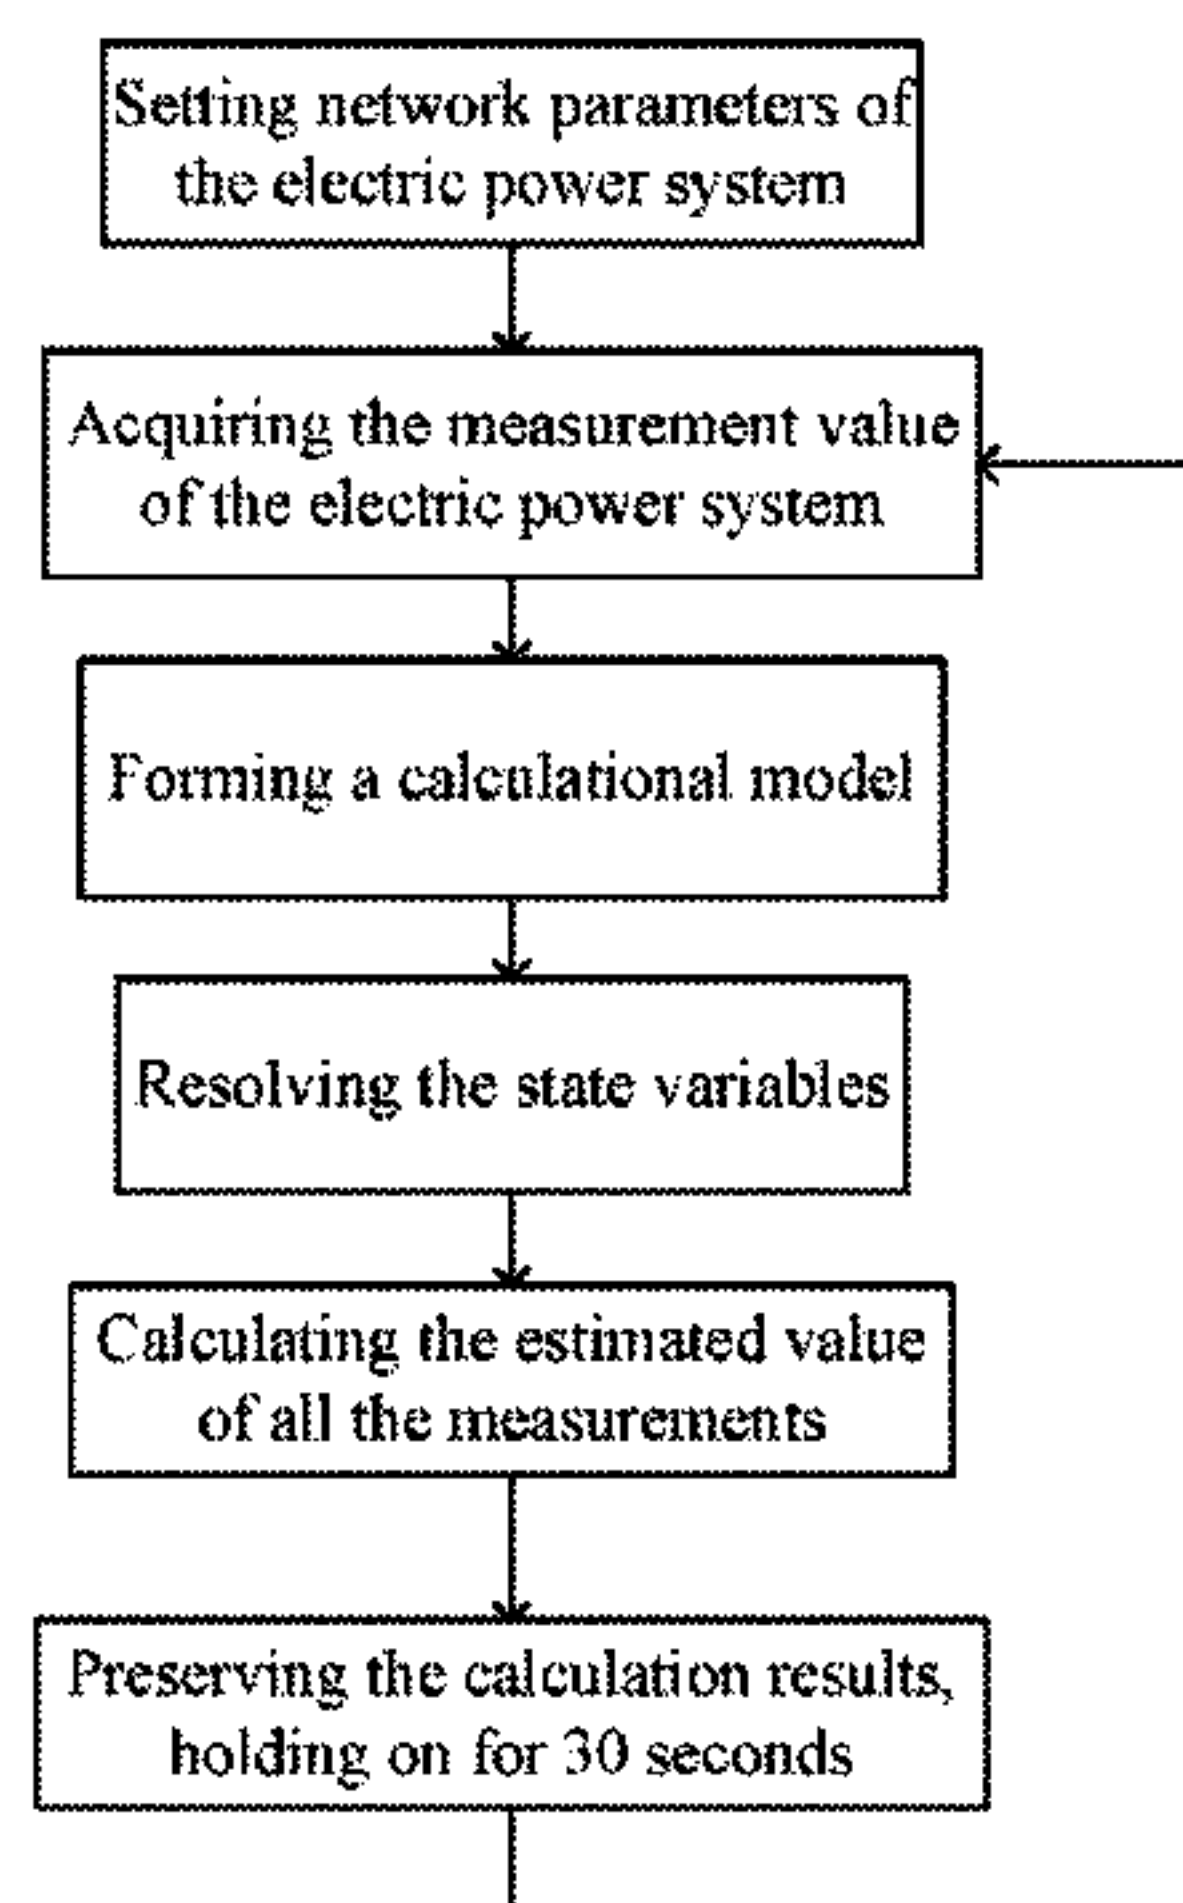 Setting network parameters of
the electric power system
Acquiring the measurement value
of the electric power system
Forming a calculational model
Resolving the state variables
Calculating the estimated value
of all the measurements
Preserving the calculation results,
holding on for 30 seconds